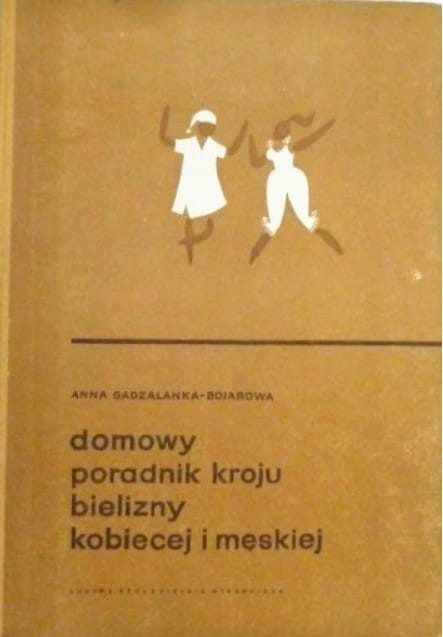 ANNA GADZALANKA-BOJAROWA
domowy
poradnik kroju
bielizny
kobiecej i męskiej